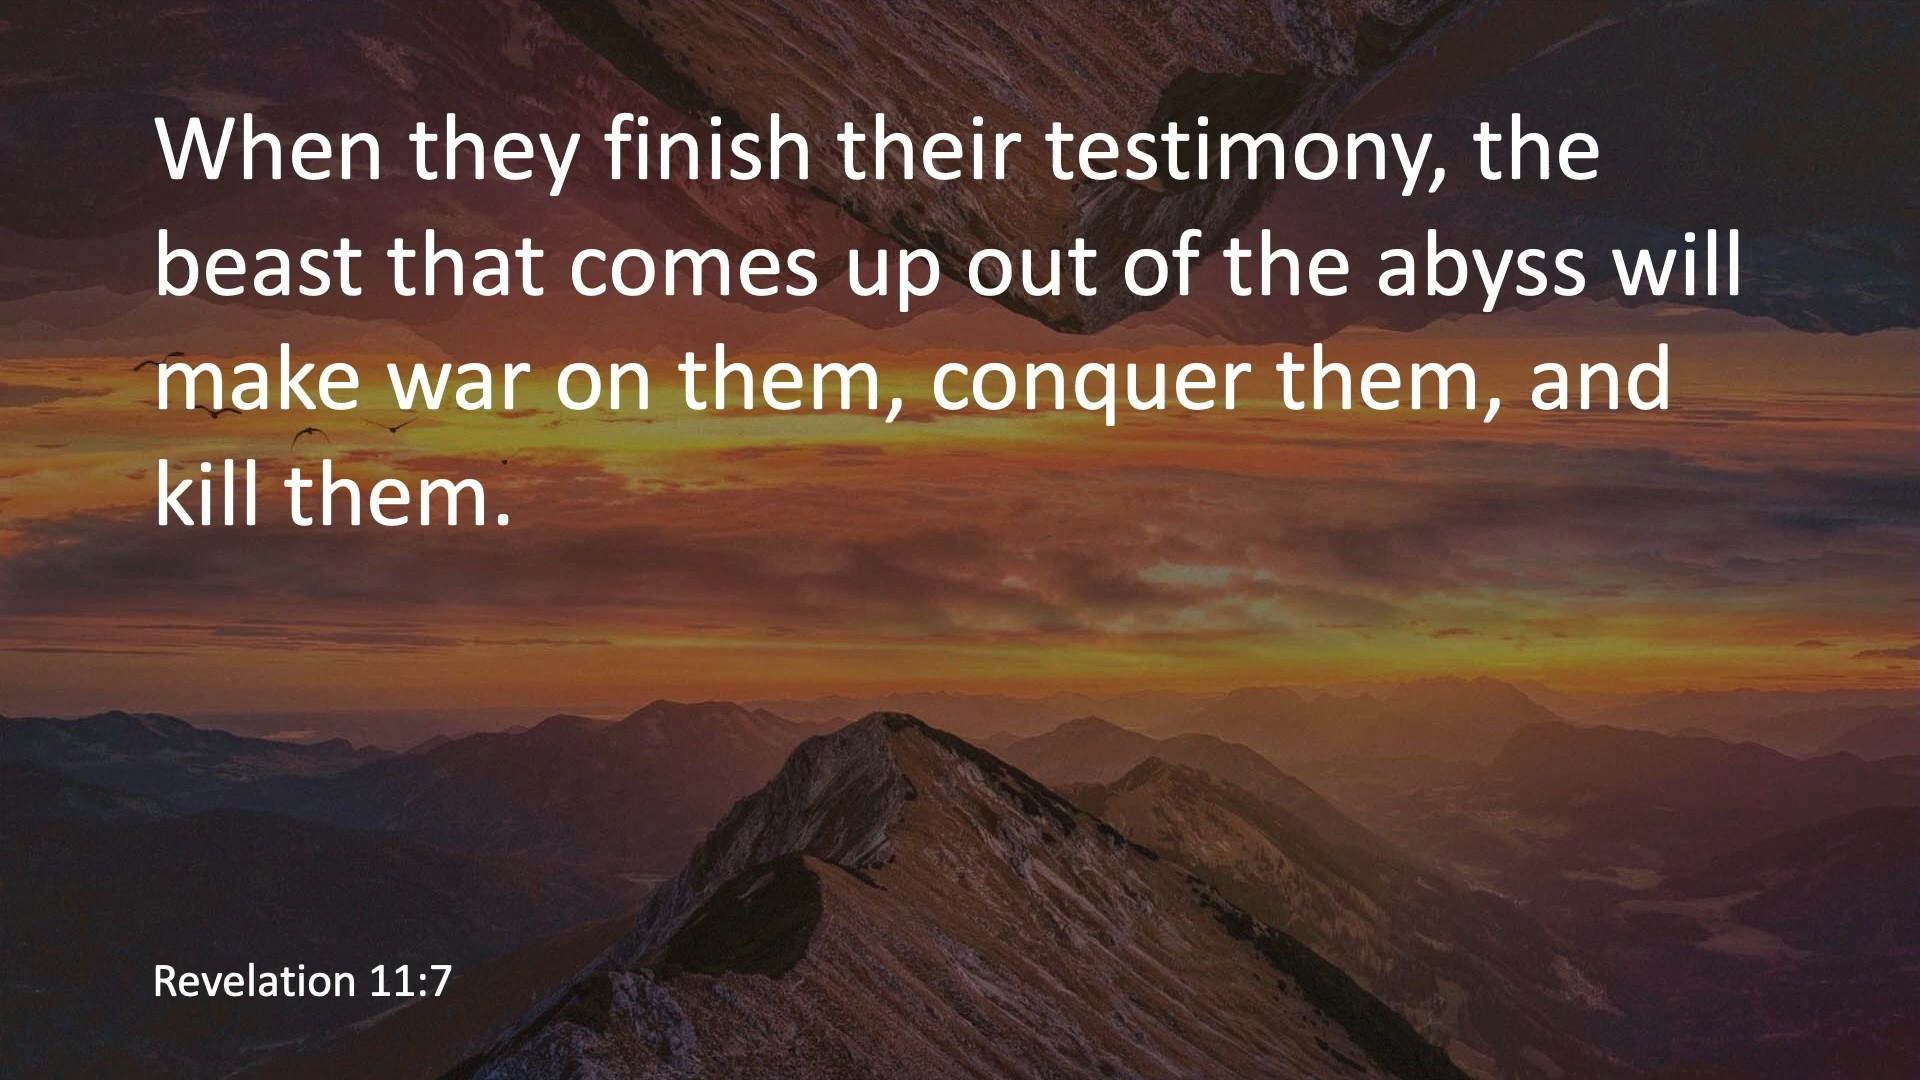 When they finish their testimony, the
beast that comes up out of the abyss will
make war on them, conquer them, and
kill them.
Revelation 11:7